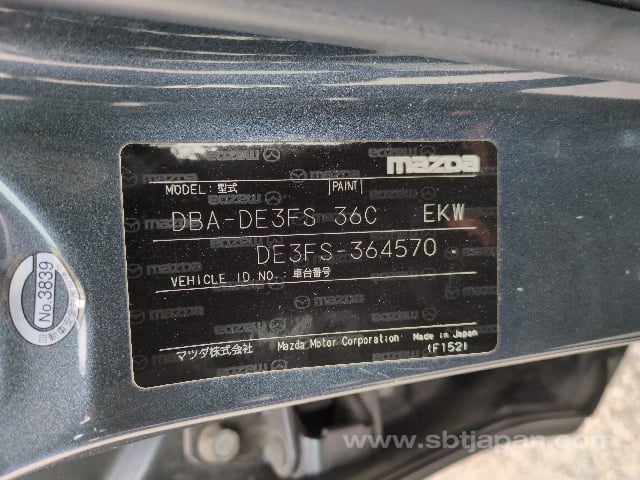 mazda
MODEL: 型式 PAINT
DBA-DE3FS 36C EKW
DE3FS-364570
VEHICLE ID.NO.: 車台番号
マツダ株式会社 Mazda Motor Corporation Made in Japan
(F152)
No.3839
www.sbtjapan.com